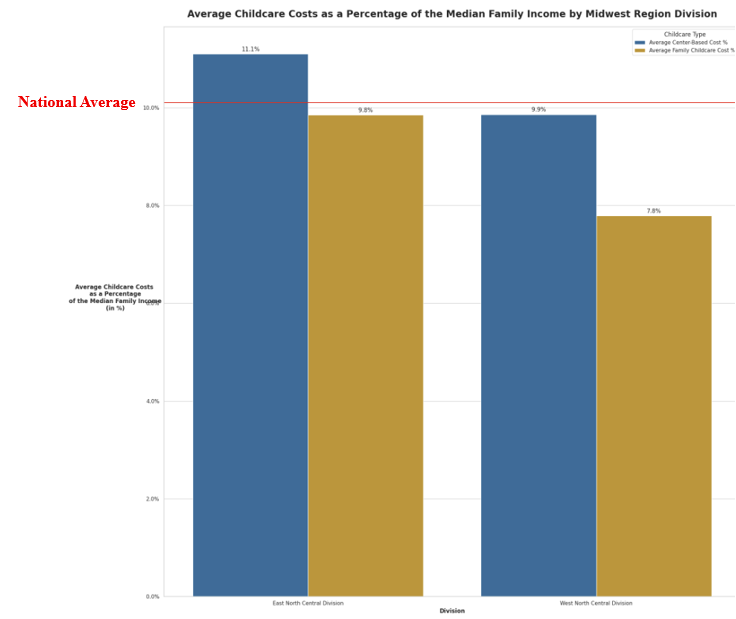 Average Childcare Costs as a Percentage of the Median Family Income by Midwest Region Division
Childcare Type
Average Center-Based Cost %
Average Family Childcare Cost %
11.1%
National Average
10.0%
9.8%
9.9%
8.0%
7.8%
Average Childcare Costs
as a Percentage
of the Median Family Income
(in %)
6.0%
4.0%
2.0%
0.0%
East North Central Division
West North Central Division
Division